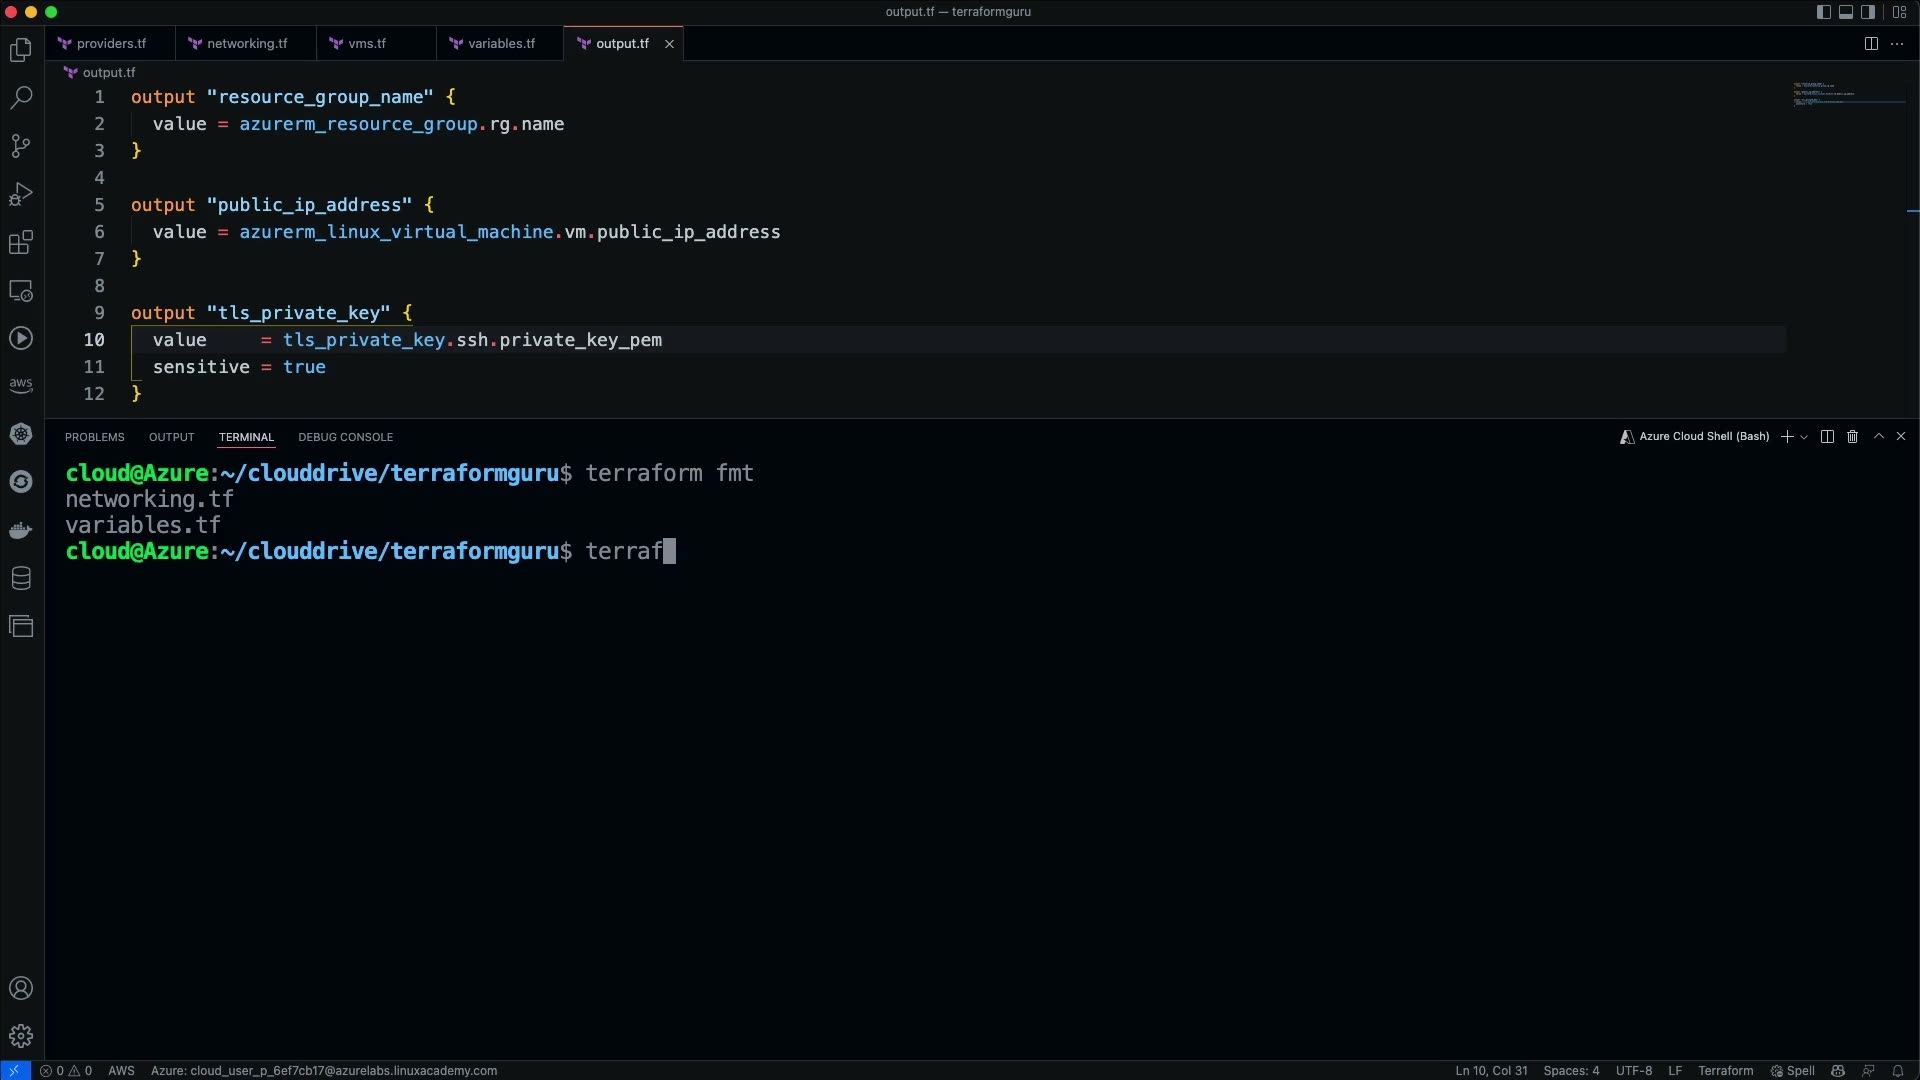 output.tf — terraformguru
providers.tf
networking.tf
vms.tf
variables.tf
output.tf
output.tf
1 output "resource_group_name" {
2 value = azurerm_resource_group.rg.name
3 }
4
5 output "public_ip_address" {
6 value = azurerm_linux_virtual_machine.vm.public_ip_address
7 }
8
9 output "tls_private_key" {
10 value = tls_private_key.ssh.private_key_pem
11 sensitive = true
12 }
aws
PROBLEMS OUTPUT TERMINAL DEBUG CONSOLE
Azure Cloud Shell (Bash)
cloud@Azure:~/clouddrive/terraformguru$ terraform fmt
networking.tf
variables.tf
cloud@Azure:~/clouddrive/terraformguru$ terraf
0 0 AWS Azure: cloud_user_p_6ef7cb17@azurelabs.linuxacademy.com
Ln 10, Col 31 Spaces: 4 UTF-8 LF Terraform Spell